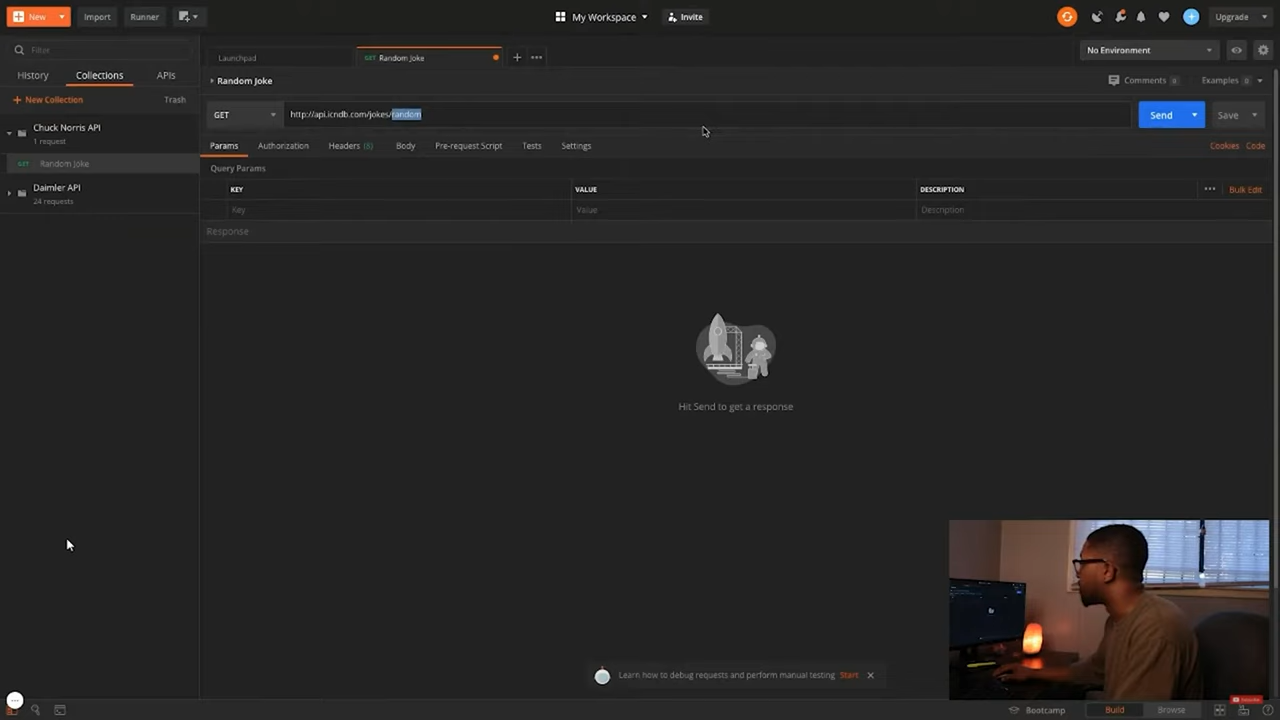 New
Import
Runner
My Workspace
Invite
Upgrade
Filter
History
Collections
APIs
New Collection
Trash
Chuck Norris API
1 request
GET Random Joke
Daimler API
24 requests
Launchpad
GET Random Joke
No Environment
Random Joke
Comments 0
Examples 0
GET
http://api.icndb.com/jokes/random
Send
Save
Params
Authorization
Headers (6)
Body
Pre-request Script
Tests
Settings
Cookies
Code
Query Params
KEY
VALUE
DESCRIPTION
Bulk Edit
Key
Value
Description
Response
Hit Send to get a response
Learn how to debug requests and perform manual testing
Start
Bootcamp
Build
Browse